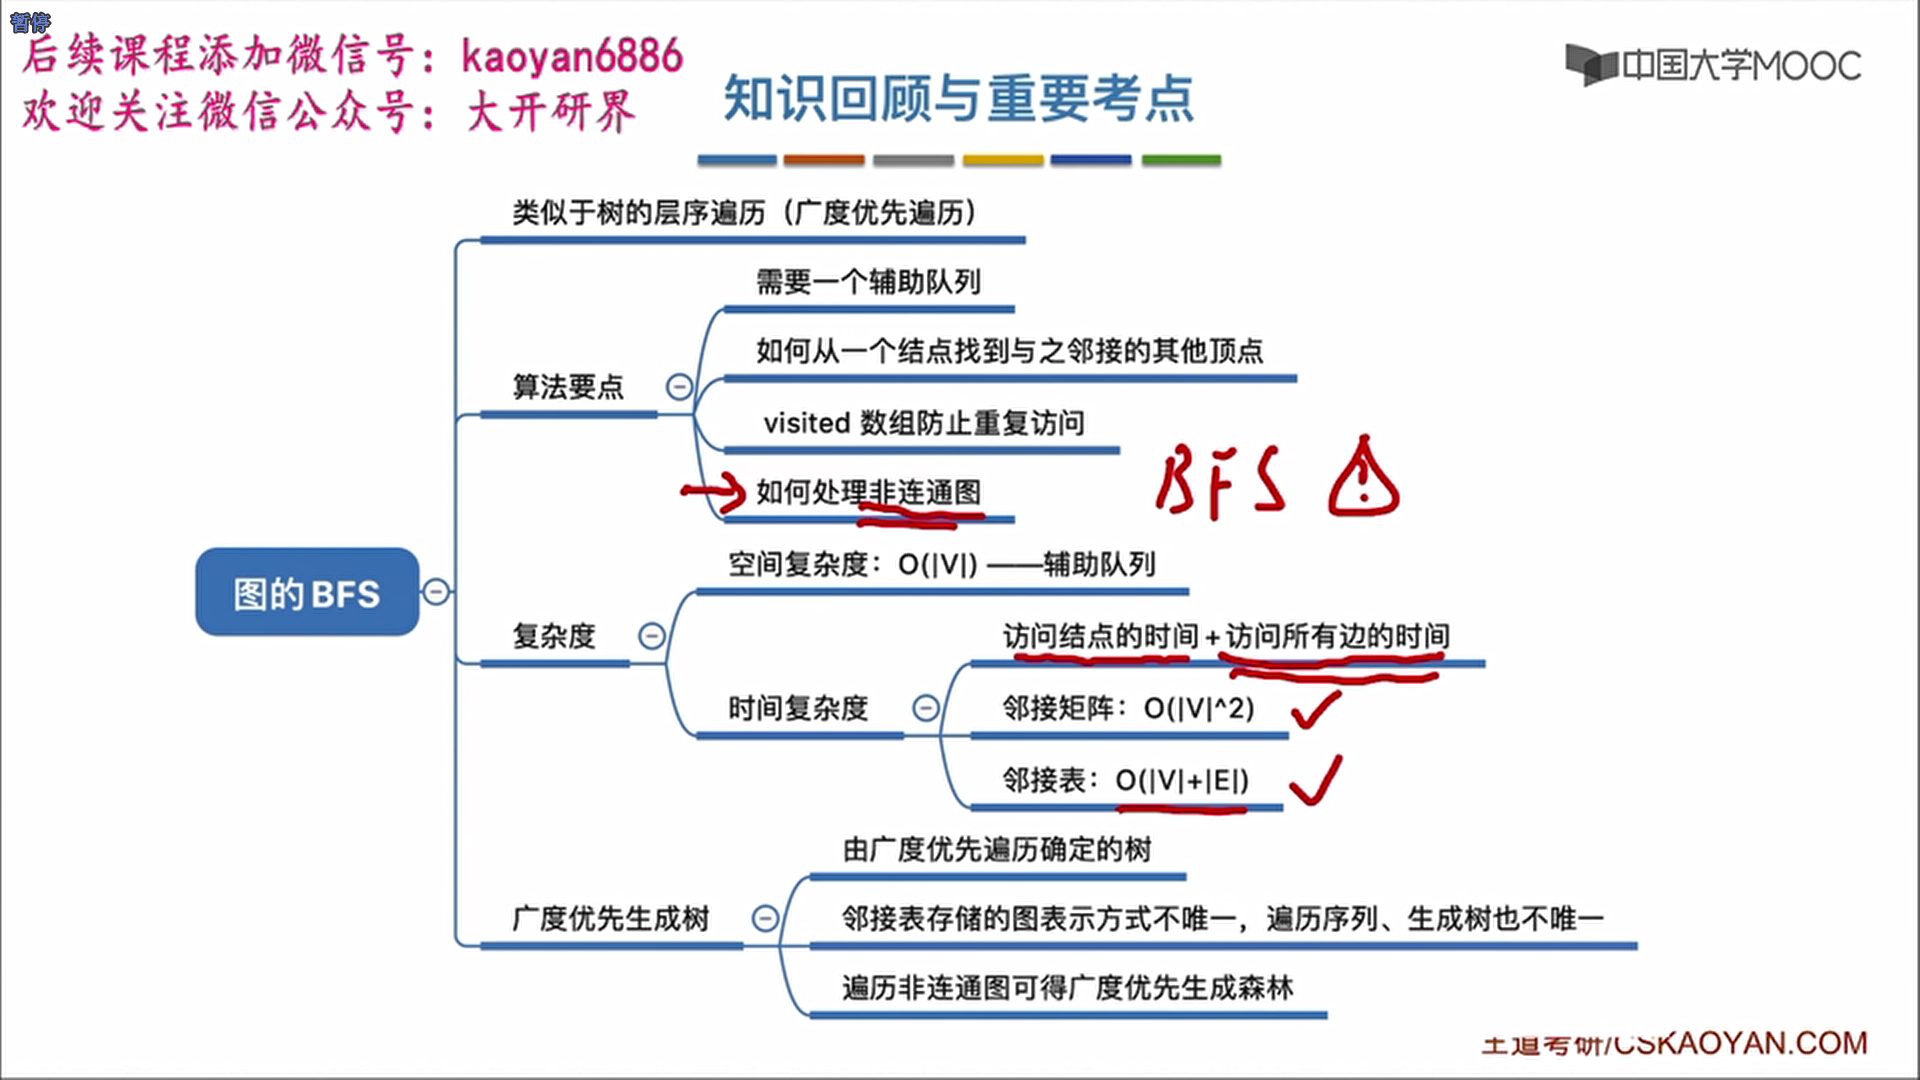 暂停
后续课程添加微信号：kaoyan6886
欢迎关注微信公众号：大开研界
中国大学MOOC
知识回顾与重要考点
类似于树的层序遍历（广度优先遍历）
需要一个辅助队列
如何从一个结点找到与之邻接的其他顶点
算法要点
visited 数组防止重复访问
如何处理非连通图
BFS
图的 BFS
空间复杂度：O(|V|) ——辅助队列
复杂度
访问结点的时间 + 访问所有边的时间
时间复杂度
邻接矩阵：O(|V|^2)
邻接表：O(|V|+|E|)
由广度优先遍历确定的树
广度优先生成树
邻接表存储的图表示方式不唯一，遍历序列、生成树也不唯一
遍历非连通图可得广度优先生成森林
王道考研/CSKAOYAN.COM